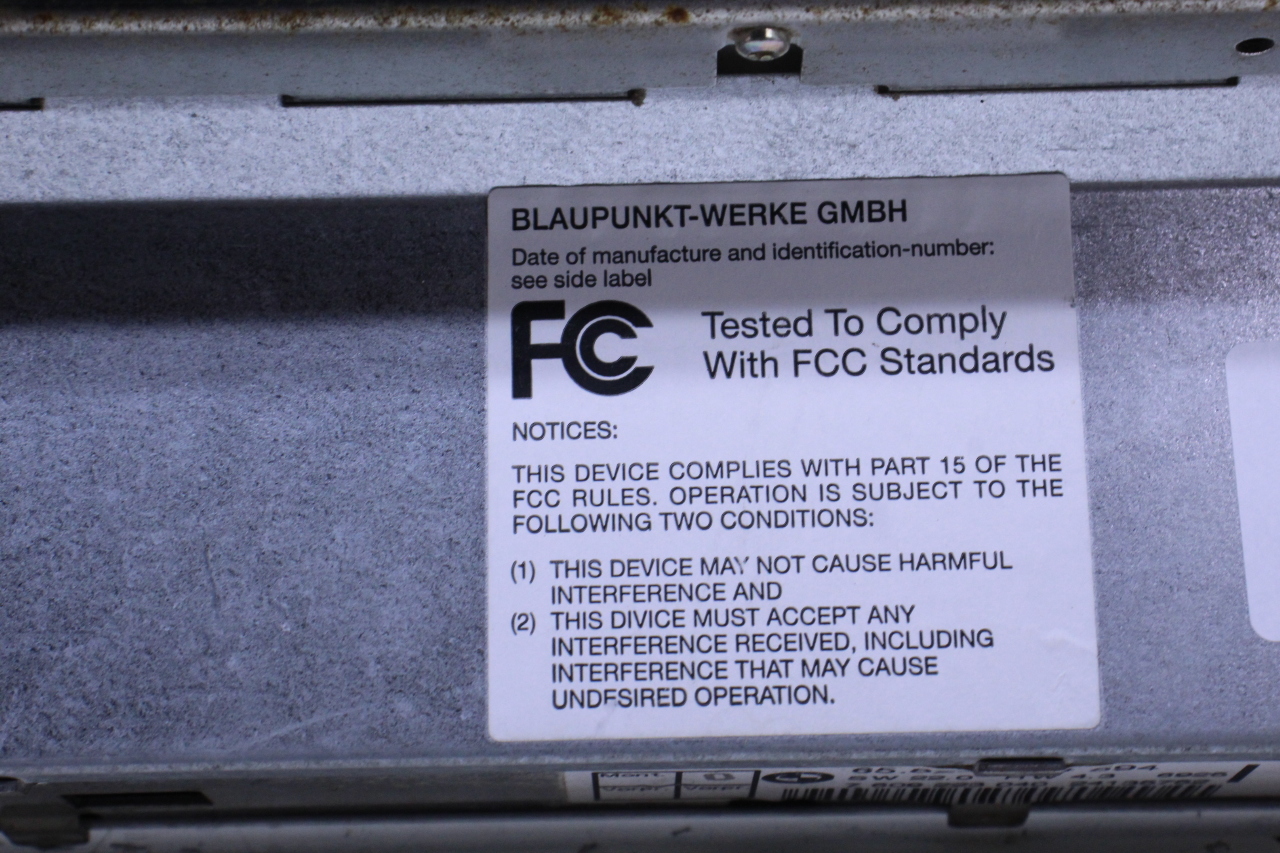 BLAUPUNKT-WERKE GMBH
Date of manufacture and identification-number:
see side label
FCC
Tested To Comply
With FCC Standards
NOTICES:
THIS DEVICE COMPLIES WITH PART 15 OF THE
FCC RULES. OPERATION IS SUBJECT TO THE
FOLLOWING TWO CONDITIONS:
(1) THIS DEVICE MAY NOT CAUSE HARMFUL
INTERFERENCE AND
(2) THIS DIVICE MUST ACCEPT ANY
INTERFERENCE RECEIVED, INCLUDING
INTERFERENCE THAT MAY CAUSE
UNDESIRED OPERATION.